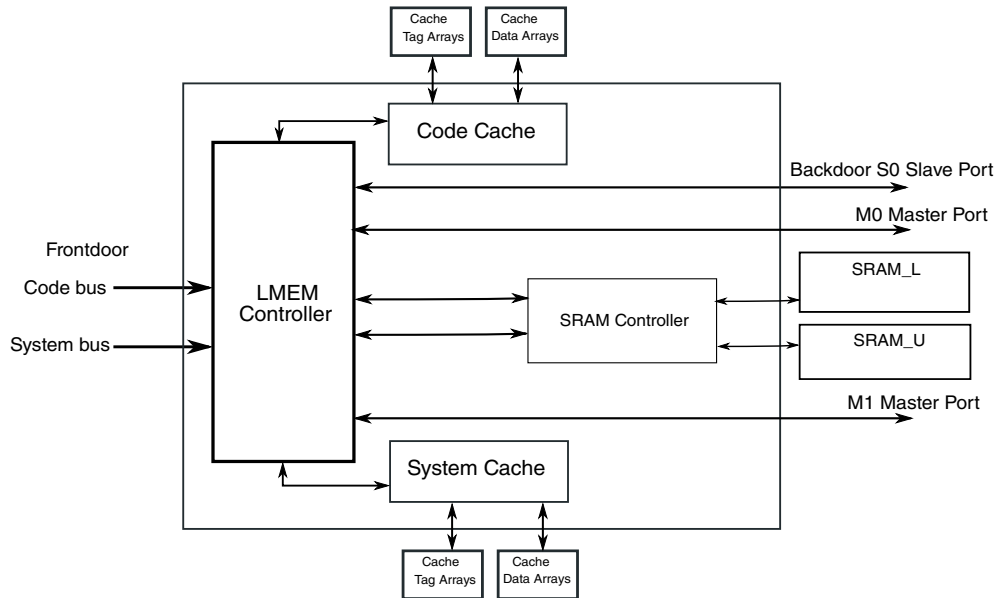 Cache
Tag Arrays
Cache
Data Arrays
Code Cache
Backdoor S0 Slave Port
M0 Master Port
Frontdoor
Code bus
System bus
LMEM
Controller
SRAM Controller
SRAM_L
SRAM_U
M1 Master Port
System Cache
Cache
Tag Arrays
Cache
Data Arrays